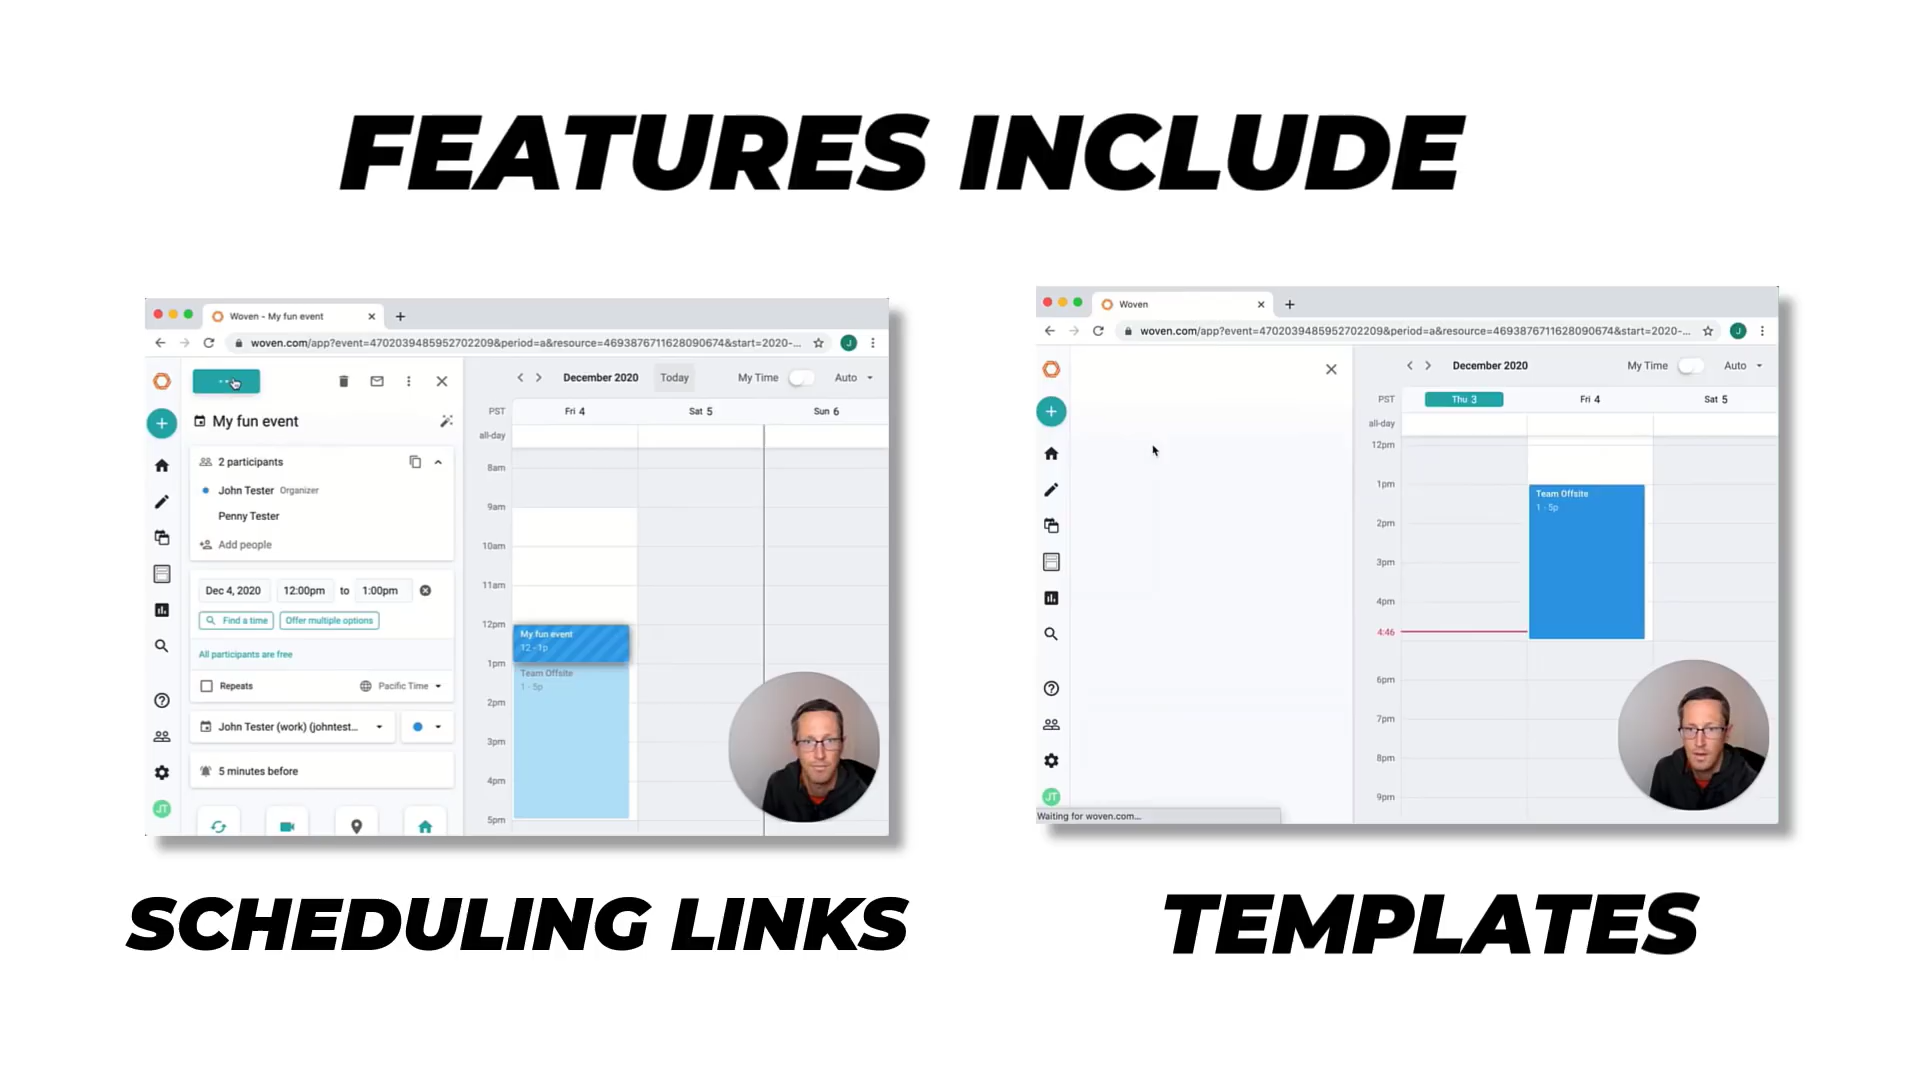 FEATURES INCLUDE
Woven - My fun event
woven.com/app?event=4702039485952702209&period=a&resource=4693876711628090674&start=2020-...
J
December 2020
Today
My Time
Auto
My fun event
PST
Fri 4
Sat 5
Sun 6
all-day
2 participants
John Tester Organizer
Penny Tester
Add people
8am
9am
10am
11am
12pm
1pm
2pm
3pm
4pm
5pm
Dec 4, 2020
12:00pm
to
1:00pm
Find a time
Offer multiple options
All participants are free
Repeats
Pacific Time
John Tester (work) (johntest...
5 minutes before
JT
My fun event
12 - 1p
Team Offsite
1 - 5p
Woven
woven.com/app?event=4702039485952702209&period=a&resource=4693876711628090674&start=2020-...
J
December 2020
My Time
Auto
PST
Thu 3
Fri 4
Sat 5
all-day
12pm
1pm
2pm
3pm
4pm
4:46
6pm
7pm
8pm
9pm
Team Offsite
1 - 5p
JT
Waiting for woven.com...
SCHEDULING LINKS
TEMPLATES